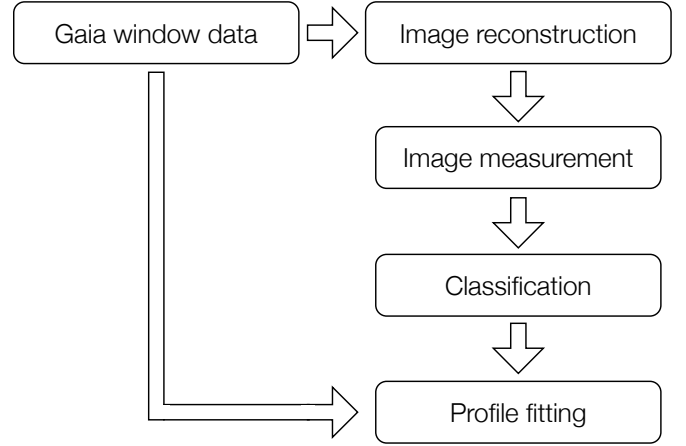 Gaia window data
Image reconstruction
Image measurement
Classification
Profile fitting